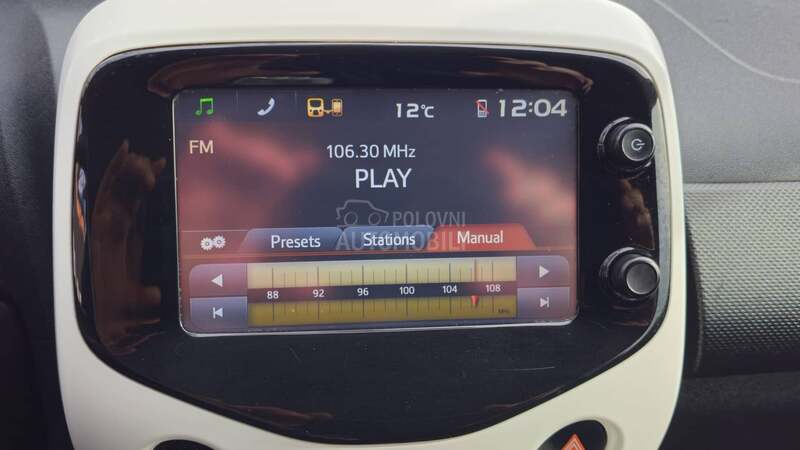 12°C 12:04
FM
106.30 MHz
PLAY
POLOVNI
AUTOMOBILI
Presets Stations Manual
88 92 96 100 104 108
MHz